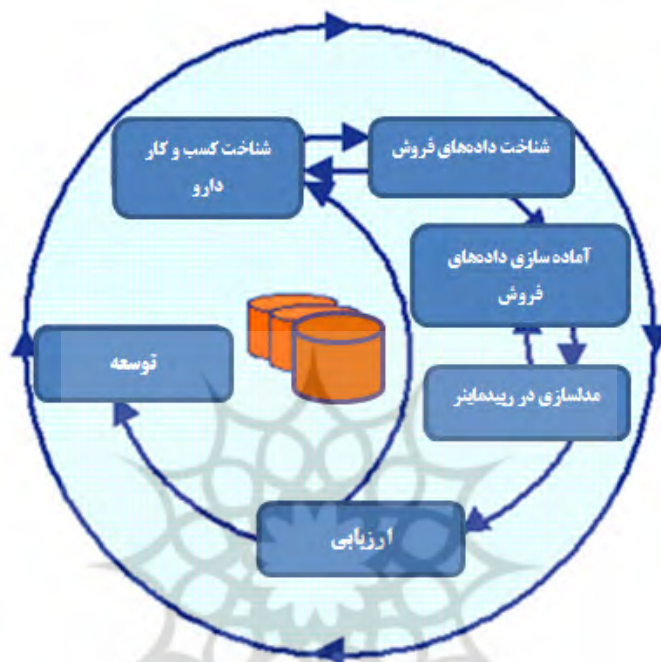 شناخت کسب و کار
دارو
شناخت داده‌های فروش
آماده سازی داده‌های
فروش
مدلسازی در رپیدماینر
ارزیابی
توسعه